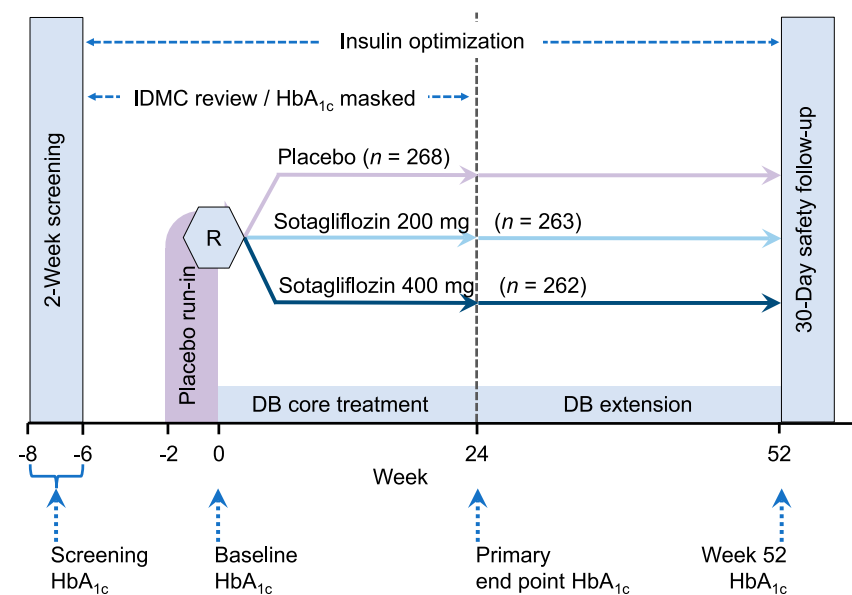 Insulin optimization
IDMC review / HbA1c masked
2-Week screening
Placebo (n = 268)
R
Sotagliflozin 200 mg (n = 263)
Sotagliflozin 400 mg (n = 262)
Placebo run-in
30-Day safety follow-up
DB core treatment
DB extension
-8 -6 -2 0 24 52
Week
Screening
HbA1c
Baseline
HbA1c
Primary
end point HbA1c
Week 52
HbA1c